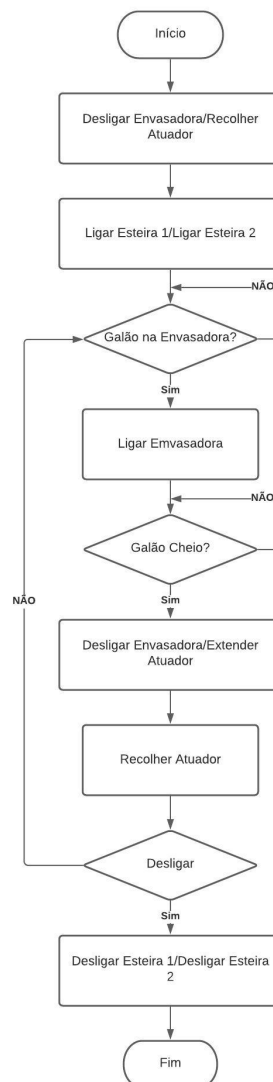 Início
Desligar Envasadora/Recolher
Atuador
Ligar Esteira 1/Ligar Esteira 2
NÃO
Galão na Envasadora?
Sim
Ligar Emvasadora
NÃO
Galão Cheio?
Sim
NÃO
Desligar Envasadora/Extender
Atuador
Recolher Atuador
Desligar
Sim
Desligar Esteira 1/Desligar Esteira
2
Fim